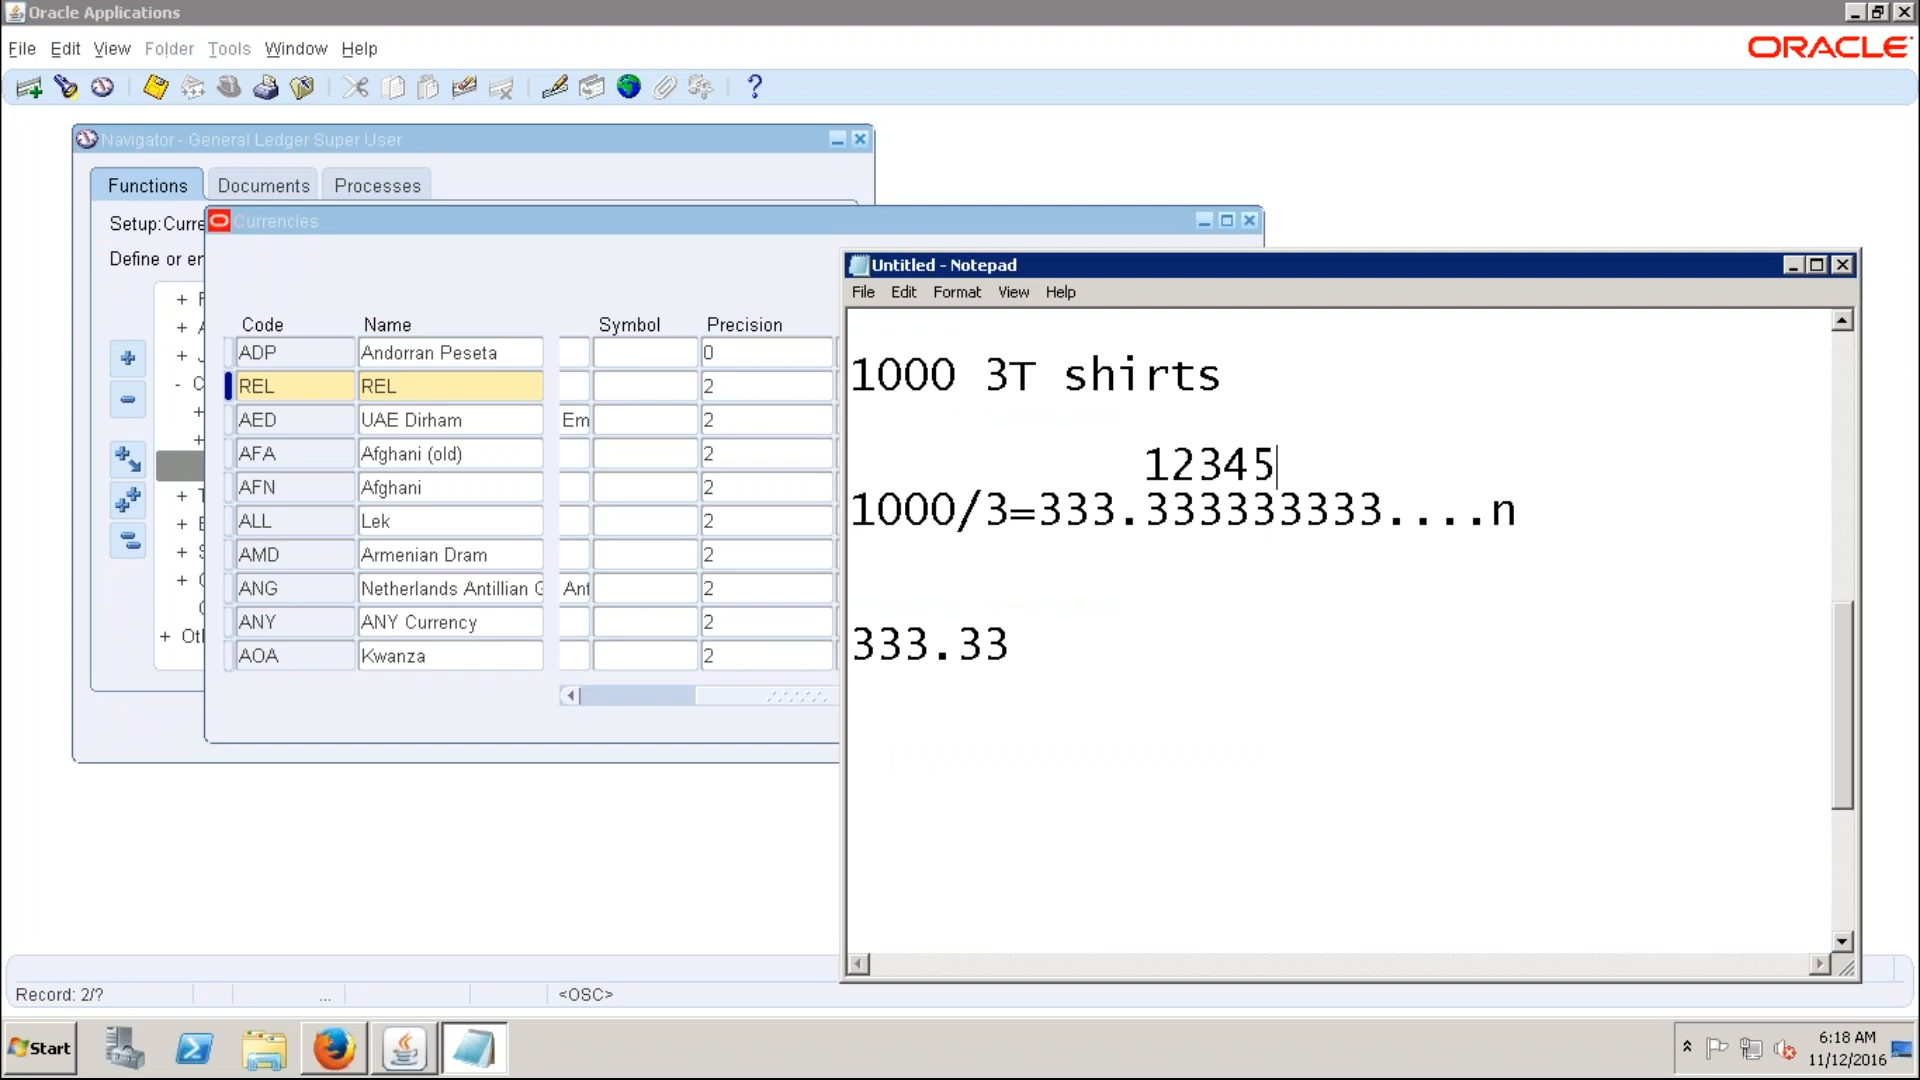 Oracle Applications
File Edit View Folder Tools Window Help
ORACLE
?
Navigator - General Ledger Super User
Functions Documents Processes
Setup:Curre
Define or en
Currencies
Code Name Symbol Precision
ADP Andorran Peseta 0
REL REL 2
AED UAE Dirham Em 2
AFA Afghani (old) 2
AFN Afghani 2
ALL Lek 2
AMD Armenian Dram 2
ANG Netherlands Antillian G Ant 2
ANY ANY Currency 2
AOA Kwanza 2
+ Otl
Untitled - Notepad
File Edit Format View Help
1000 3T shirts
12345
1000/3=333.333333333....n
333.33
Record: 2/? ... <OSC>
Start
6:18 AM
11/12/2016